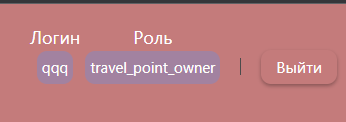 Логин Роль
qqq travel_point_owner | Выйти